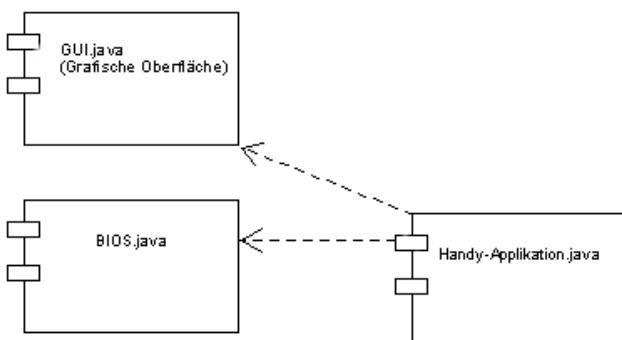 GUI.java
(Grafische Oberfläche)
BIOS.java
Handy-Applikation.java